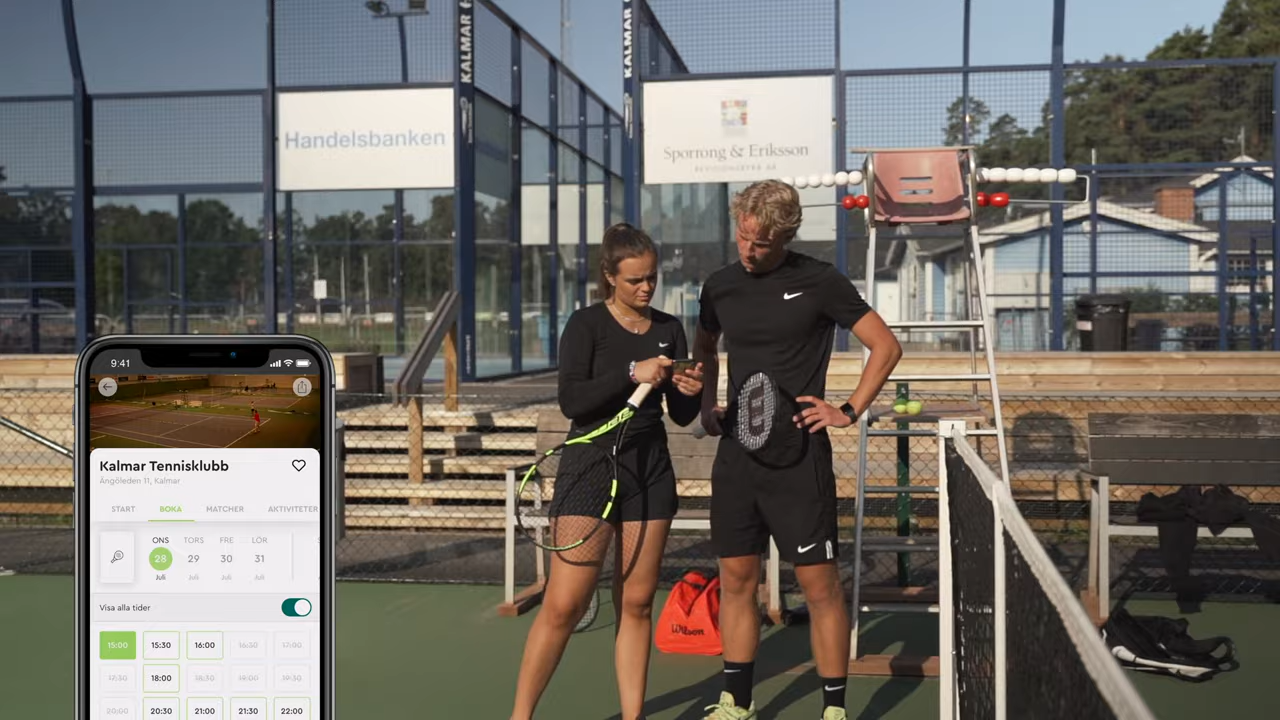 KALMAR
KALMAR
Handelsbanken
Sporrong & Eriksson
REVISIONSBYRÅ AB
Wilson
9:41
Kalmar Tennisklubb
Ängöleden 11, Kalmar
START BOKA MATCHER AKTIVITETER
ONS TORS FRE LÖR
28 29 30 31
Juli Juli Juli Juli
Visa alla tider
15:00 15:30 16:00 16:30 17:00
17:30 18:00 18:30 19:00 19:30
20:00 20:30 21:00 21:30 22:00